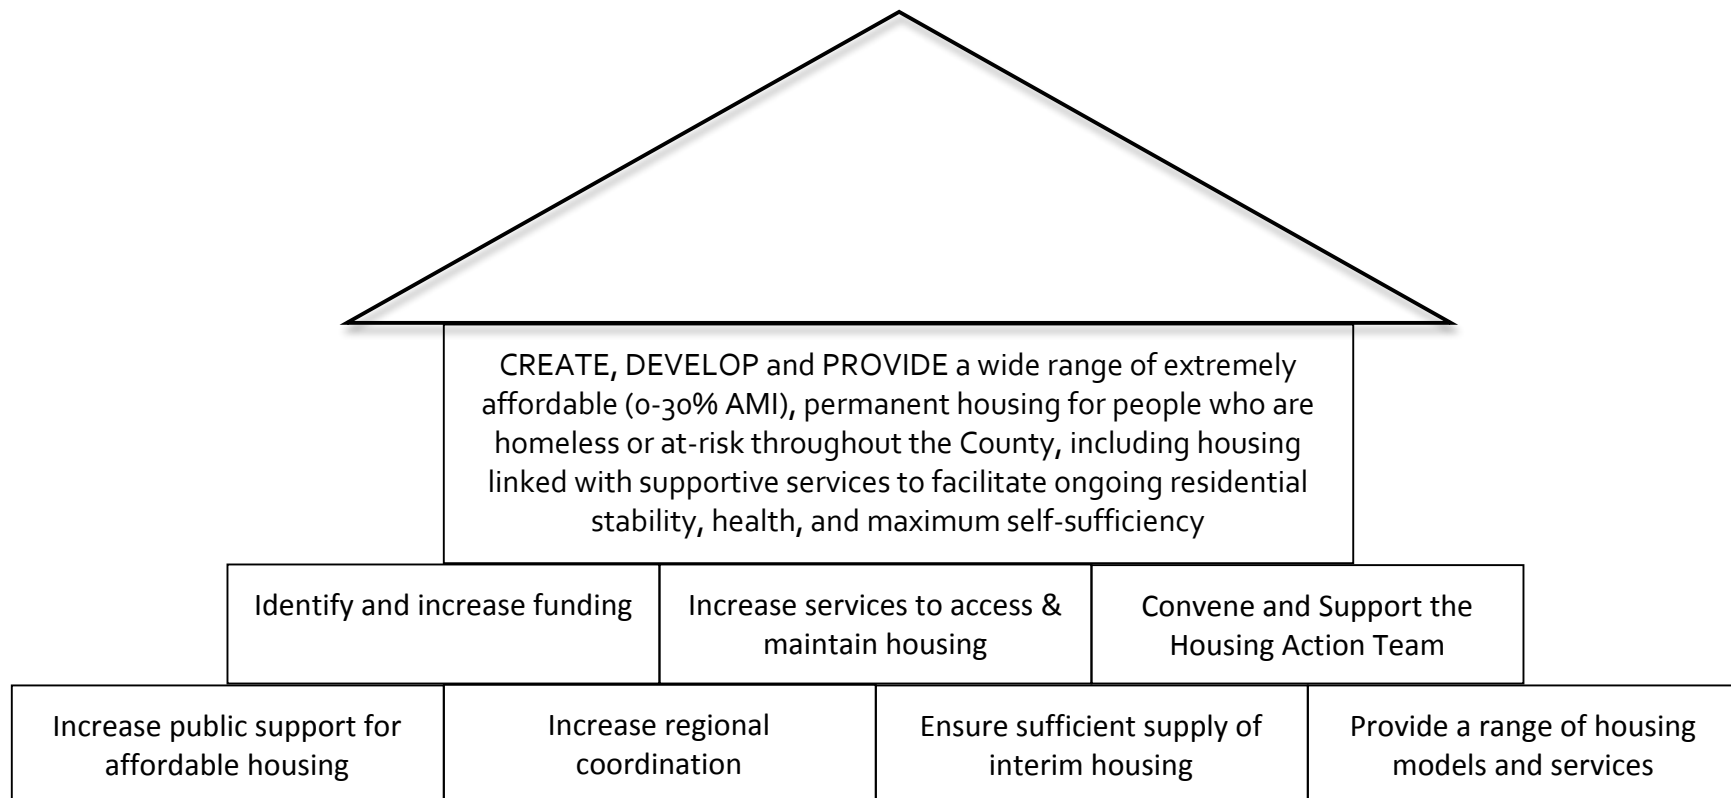 CREATE, DEVELOP and PROVIDE a wide range of extremely
affordable (0-30% AMI), permanent housing for people who are
homeless or at-risk throughout the County, including housing
linked with supportive services to facilitate ongoing residential
stability, health, and maximum self-sufficiency
Identify and increase funding
Increase services to access &
maintain housing
Convene and Support the
Housing Action Team
Increase public support for
affordable housing
Increase regional
coordination
Ensure sufficient supply of
interim housing
Provide a range of housing
models and services